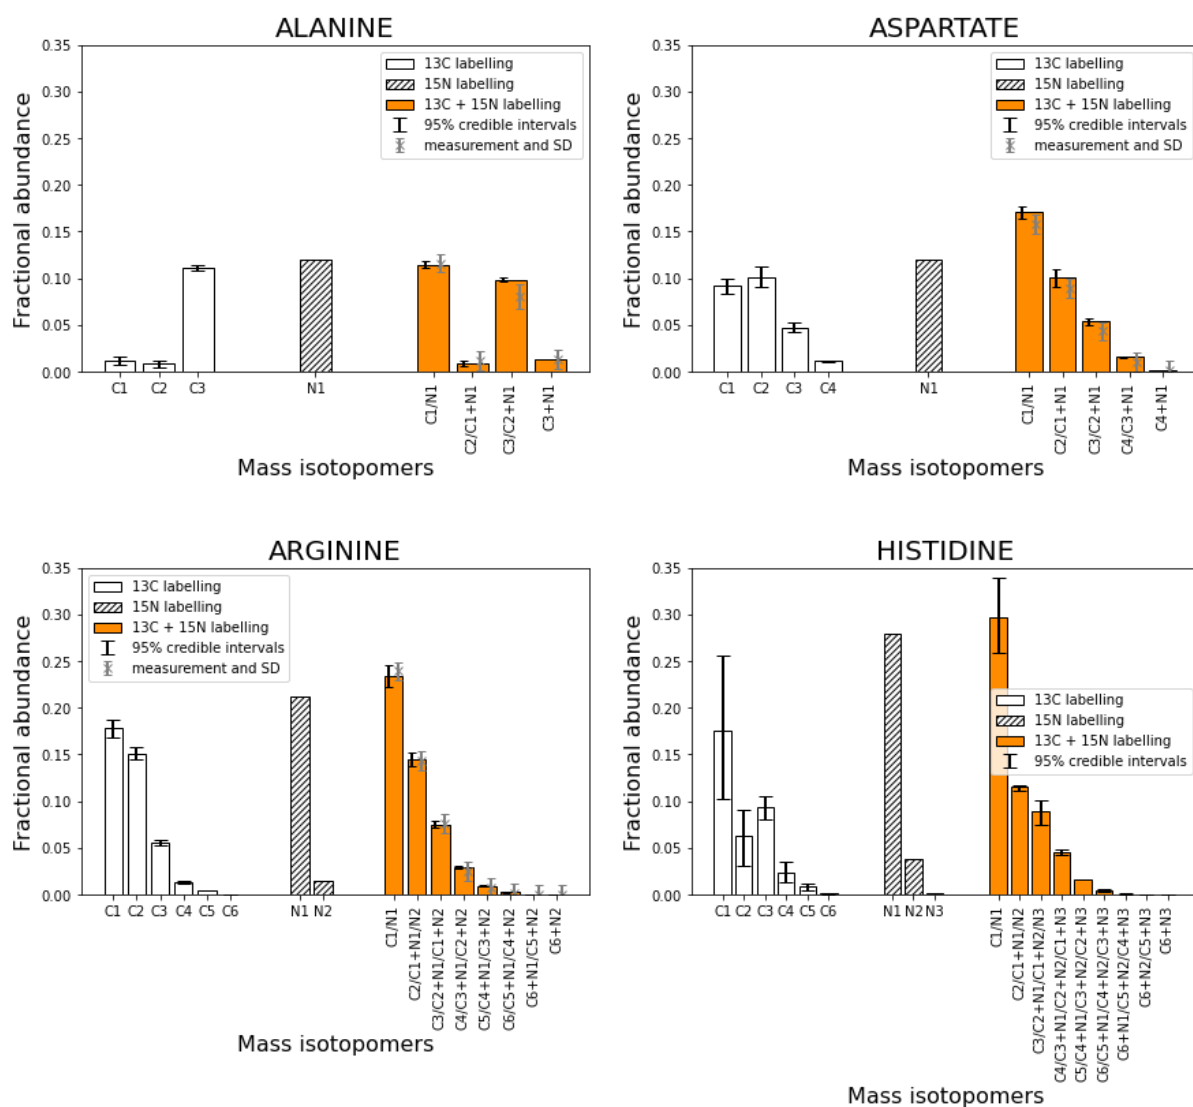 ALANINE
0.35
0.30
0.25
0.20
0.15
0.10
0.05
0.00
Fractional abundance
13C labelling
15N labelling
13C + 15N labelling
95% credible intervals
measurement and SD
C1
C2
C3
N1
C1/N1
C2/C1+N1
C3/C2+N1
C3+N1
Mass isotopomers
ASPARTATE
0.35
0.30
0.25
0.20
0.15
0.10
0.05
0.00
Fractional abundance
13C labelling
15N labelling
13C + 15N labelling
95% credible intervals
measurement and SD
C1
C2
C3
C4
N1
C1/N1
C2/C1+N1
C3/C2+N1
C4/C3+N1
C4+N1
Mass isotopomers
ARGININE
0.35
0.30
0.25
0.20
0.15
0.10
0.05
0.00
Fractional abundance
13C labelling
15N labelling
13C + 15N labelling
95% credible intervals
measurement and SD
C1
C2
C3
C4
C5
C6
N1
N2
C1/N1
C2/C1+N1/N2
C3/C2+N1/C1+N2
C4/C3+N1/C2+N2
C5/C4+N1/C3+N2
C6/C5+N1/C4+N2
C6+N1/C5+N2
C6+N2
Mass isotopomers
HISTIDINE
0.35
0.30
0.25
0.20
0.15
0.10
0.05
0.00
Fractional abundance
13C labelling
15N labelling
13C + 15N labelling
95% credible intervals
C1
C2
C3
C4
C5
C6
N1
N2
N3
C1/N1
C2/C1+N1/N2
C3/C2+N1/C1+N2/N3
C4/C3+N1/C2+N2/C1+N3
C5/C4+N1/C3+N2/C2+N3
C6/C5+N1/C4+N2/C3+N3
C6+N1/C5+N2/C4+N3
C6+N2/C5+N3
C6+N3
Mass isotopomers